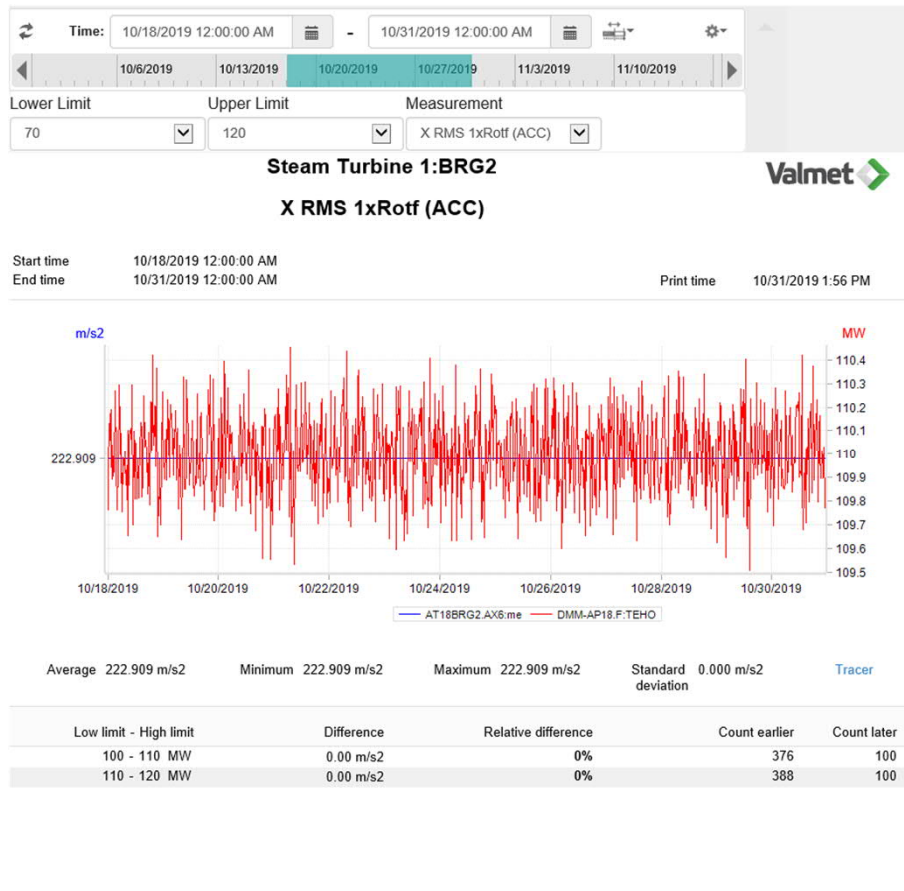 Time: 10/18/2019 12:00:00 AM - 10/31/2019 12:00:00 AM
10/6/2019 10/13/2019 10/20/2019 10/27/2019 11/3/2019 11/10/2019
Lower Limit Upper Limit Measurement
70 120 X RMS 1xRotf (ACC)
Steam Turbine 1:BRG2
Valmet
X RMS 1xRotf (ACC)
Start time 10/18/2019 12:00:00 AM
End time 10/31/2019 12:00:00 AM Print time 10/31/2019 1:56 PM
m/s2 MW
110.4
110.3
110.2
110.1
222.909 110
109.9
109.8
109.7
109.6
109.5
10/18/2019 10/20/2019 10/22/2019 10/24/2019 10/26/2019 10/28/2019 10/30/2019
AT18BRG2.AX6:me DMM-AP18.F:TEHO
Average 222.909 m/s2 Minimum 222.909 m/s2 Maximum 222.909 m/s2 Standard deviation 0.000 m/s2 Tracer
Low limit - High limit Difference Relative difference Count earlier Count later
100 - 110 MW 0.00 m/s2 0% 376 100
110 - 120 MW 0.00 m/s2 0% 388 100